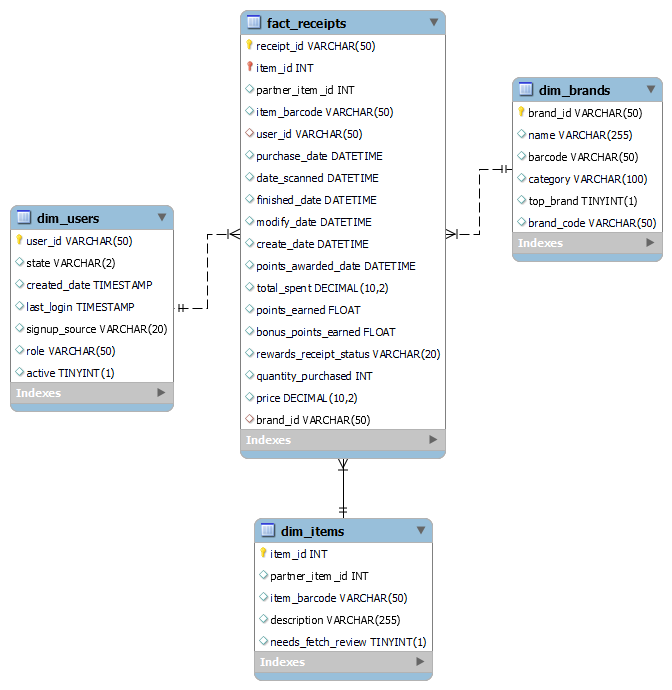 fact_receipts
receipt_id VARCHAR(50)
item_id INT
partner_item_id INT
item_barcode VARCHAR(50)
user_id VARCHAR(50)
purchase_date DATETIME
date_scanned DATETIME
finished_date DATETIME
modify_date DATETIME
create_date DATETIME
points_awarded_date DATETIME
total_spent DECIMAL(10,2)
points_earned FLOAT
bonus_points_earned FLOAT
rewards_receipt_status VARCHAR(20)
quantity_purchased INT
price DECIMAL(10,2)
brand_id VARCHAR(50)
Indexes
dim_brands
brand_id VARCHAR(50)
name VARCHAR(255)
barcode VARCHAR(50)
category VARCHAR(100)
top_brand TINYINT(1)
brand_code VARCHAR(50)
Indexes
dim_users
user_id VARCHAR(50)
state VARCHAR(2)
created_date TIMESTAMP
last_login TIMESTAMP
signup_source VARCHAR(20)
role VARCHAR(50)
active TINYINT(1)
Indexes
dim_items
item_id INT
partner_item_id INT
item_barcode VARCHAR(50)
description VARCHAR(255)
needs_fetch_review TINYINT(1)
Indexes